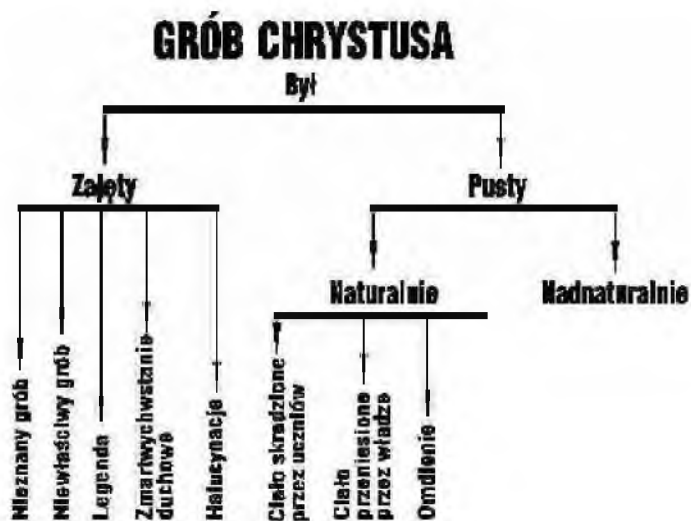 GRÓB CHRYSTUSA
Był
Zajęty
Pusty
Naturalnie
Nadnaturalnie
Nieznany grób
Niewłaściwy grób
Legenda
Zmartwychwstanie
duchowe
Halucynacje
Ciało skradzione
przez uczniów
Ciało
przeniesione
przez władze
Omdlenie